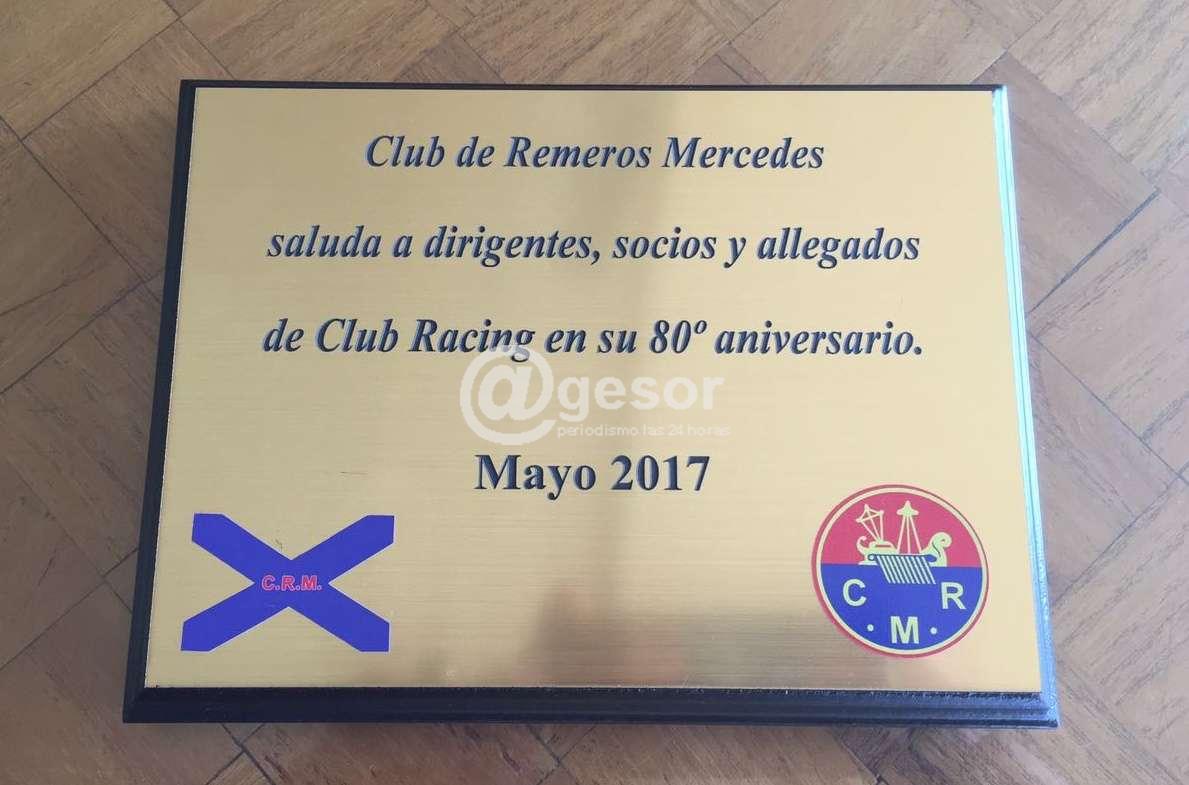 Club de Remeros Mercedes
saluda a dirigentes, socios y allegados
de Club Racing en su 80º aniversario.
@gesor
periodismo las 24 horas
Mayo 2017
C.R.M.
C R
· M ·